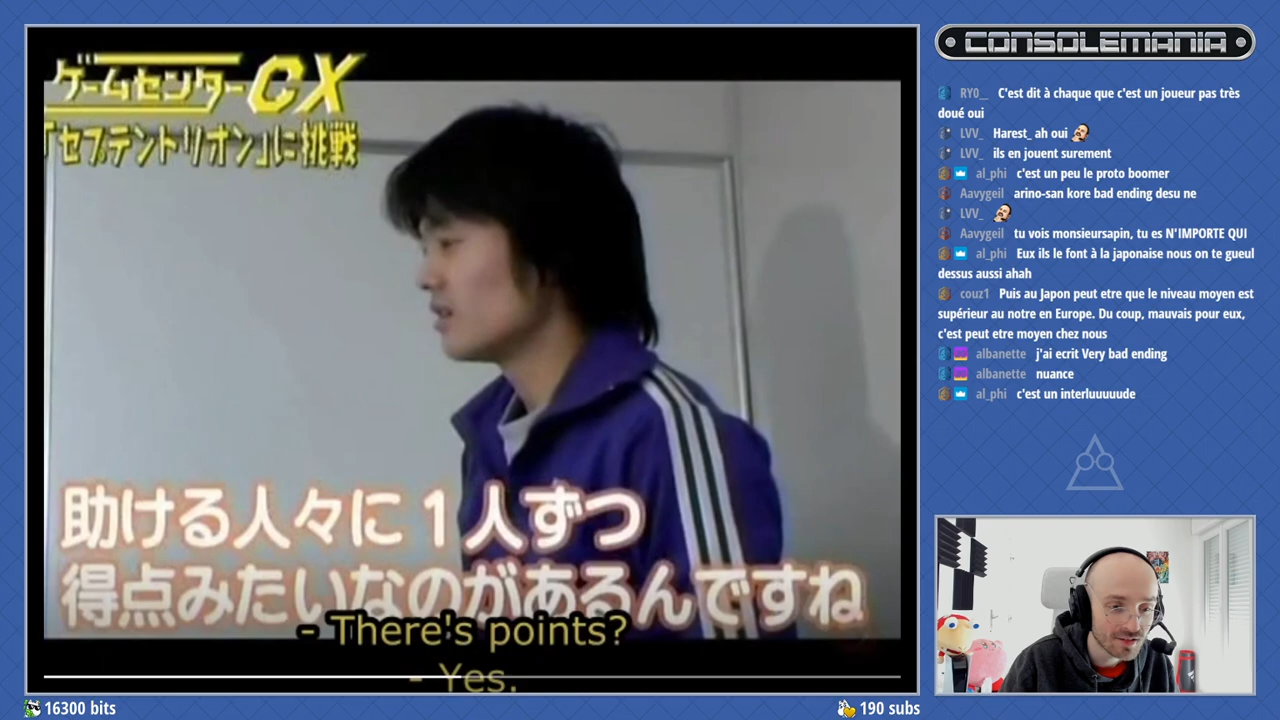 ゲームセンターCX
「セプテントリオン」に挑戦
助ける人々に1人ずつ
得点みたいなのがあるんですね
- There's points?
- Yes.
CONSOLEMANIA
RYO__ C'est dit à chaque que c'est un joueur pas très
doué oui
LVV_ Harest_ ah oui
LVV_ ils en jouent surement
al_phi c'est un peu le proto boomer
Aavygeil arino-san kore bad ending desu ne
LVV_
Aavygeil tu vois monsieursapin, tu es N'IMPORTE QUI
al_phi Eux ils le font à la japonaise nous on te gueul
dessus aussi ahah
couz1 Puis au Japon peut etre que le niveau moyen est
supérieur au notre en Europe. Du coup, mauvais pour eux,
c'est peut etre moyen chez nous
albanette j'ai ecrit Very bad ending
albanette nuance
al_phi c'est un interluuuuude
16300 bits
190 subs